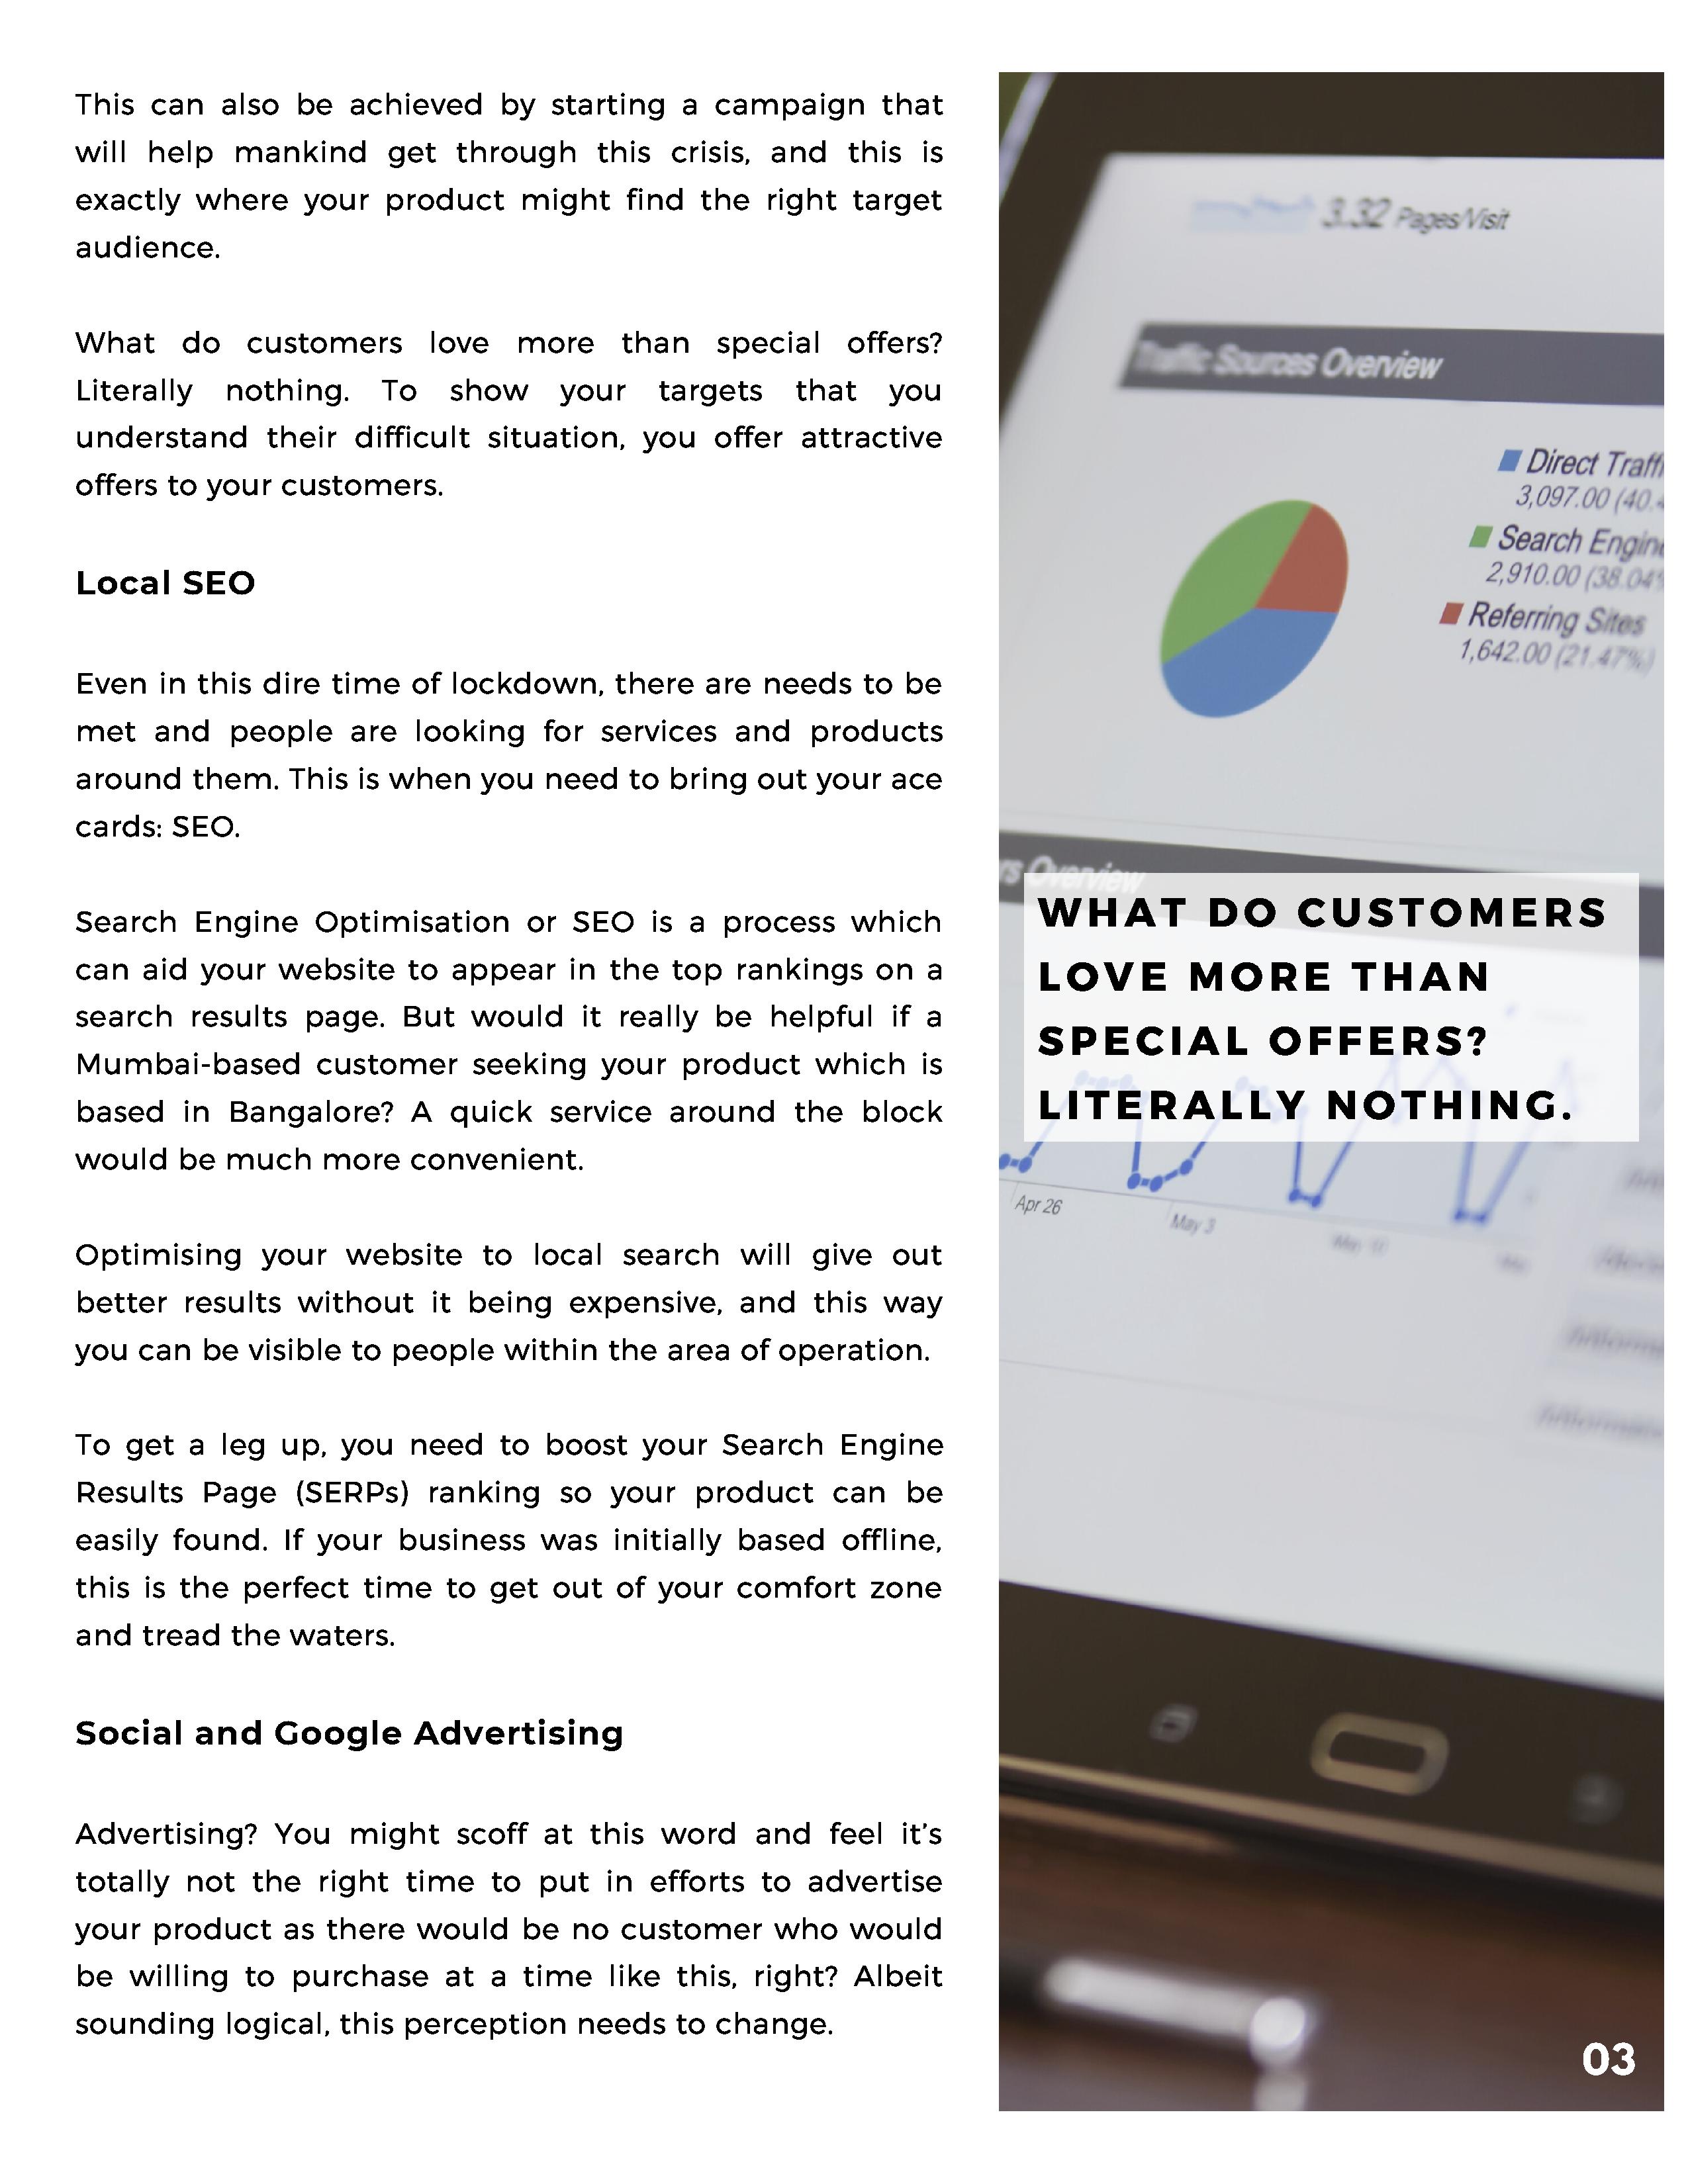 This can also be achieved by starting a campaign that
will help mankind get through this crisis, and this is
exactly where your product might find the right target
audience.
What do customers love more than special offers?
Literally nothing. To show your targets that you
understand their difficult situation, you offer attractive
offers to your customers.
Local SEO
Even in this dire time of lockdown, there are needs to be
met and people are looking for services and products
around them. This is when you need to bring out your ace
cards: SEO.
Search Engine Optimisation or SEO is a process which
can aid your website to appear in the top rankings on a
search results page. But would it really be helpful if a
Mumbai-based customer seeking your product which is
based in Bangalore? A quick service around the block
would be much more convenient.
Optimising your website to local search will give out
better results without it being expensive, and this way
you can be visible to people within the area of operation.
To get a leg up, you need to boost your Search Engine
Results Page (SERPs) ranking so your product can be
easily found. If your business was initially based offline,
this is the perfect time to get out of your comfort zone
and tread the waters.
Social and Google Advertising
Advertising? You might scoff at this word and feel it's
totally not the right time to put in efforts to advertise
your product as there would be no customer who would
be willing to purchase at a time like this, right? Albeit
sounding logical, this perception needs to change.
3.32 Pages/Visit
Traffic Sources Overview
Direct Traffi
3,097.00 (40.4
Search Engine
2,910.00 (38.04%
Referring Sites
1,642.00 (21.47%)
rs Overview
WHAT DO CUSTOMERS
LOVE MORE THAN
SPECIAL OFFERS?
LITERALLY NOTHING.
Apr 26
May 3
03